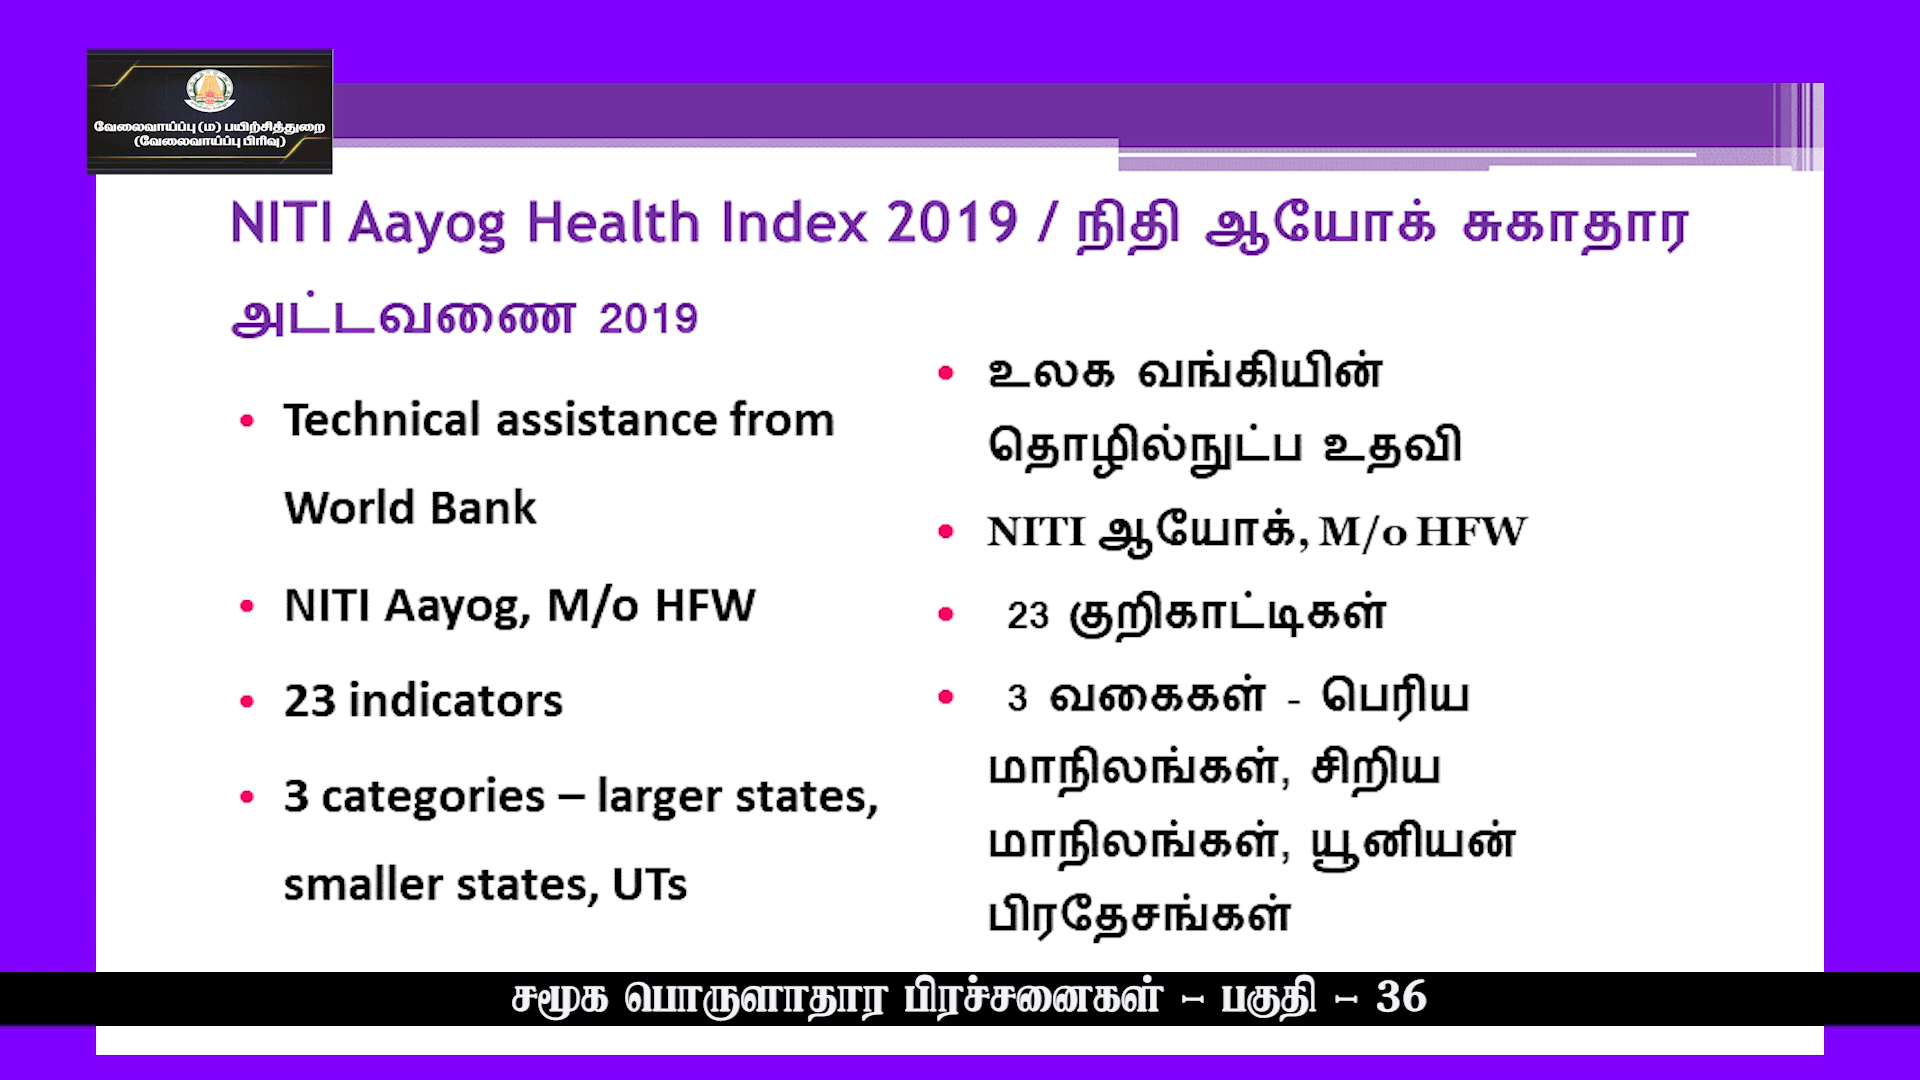 வேலைவாய்ப்பு (ம) பயிற்சித்துறை
(வேலைவாய்ப்பு பிரிவு)
NITI Aayog Health Index 2019 / நிதி ஆயோக் சுகாதார
அட்டவணை 2019
• Technical assistance from
World Bank
• NITI Aayog, M/o HFW
• 23 indicators
• 3 categories – larger states,
smaller states, UTs
• உலக வங்கியின்
தொழில்நுட்ப உதவி
• NITI ஆயோக், M/o HFW
• 23 குறிகாட்டிகள்
• 3 வகைகள் - பெரிய
மாநிலங்கள், சிறிய
மாநிலங்கள், யூனியன்
பிரதேசங்கள்
சமூக பொருளாதார பிரச்சனைகள் – பகுதி – 36